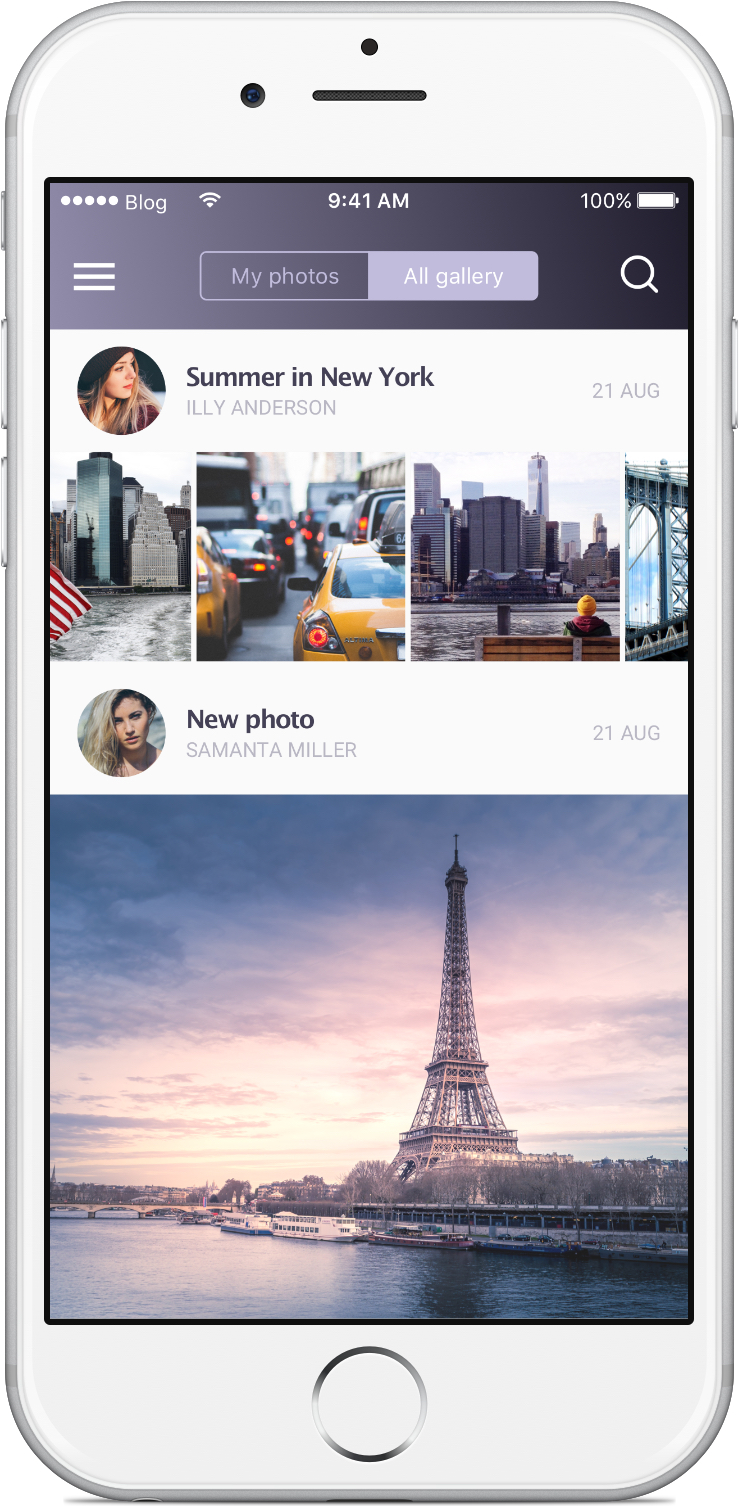 Blog 9:41 AM 100%
My photos All gallery
Summer in New York
ILLY ANDERSON
21 AUG
New photo
SAMANTA MILLER
21 AUG